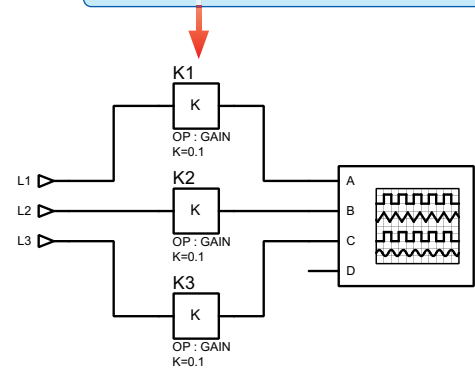 K1
K
OP : GAIN
K=0.1
L1
L2
L3
K2
K
OP : GAIN
K=0.1
K3
K
OP : GAIN
K=0.1
A
B
C
D